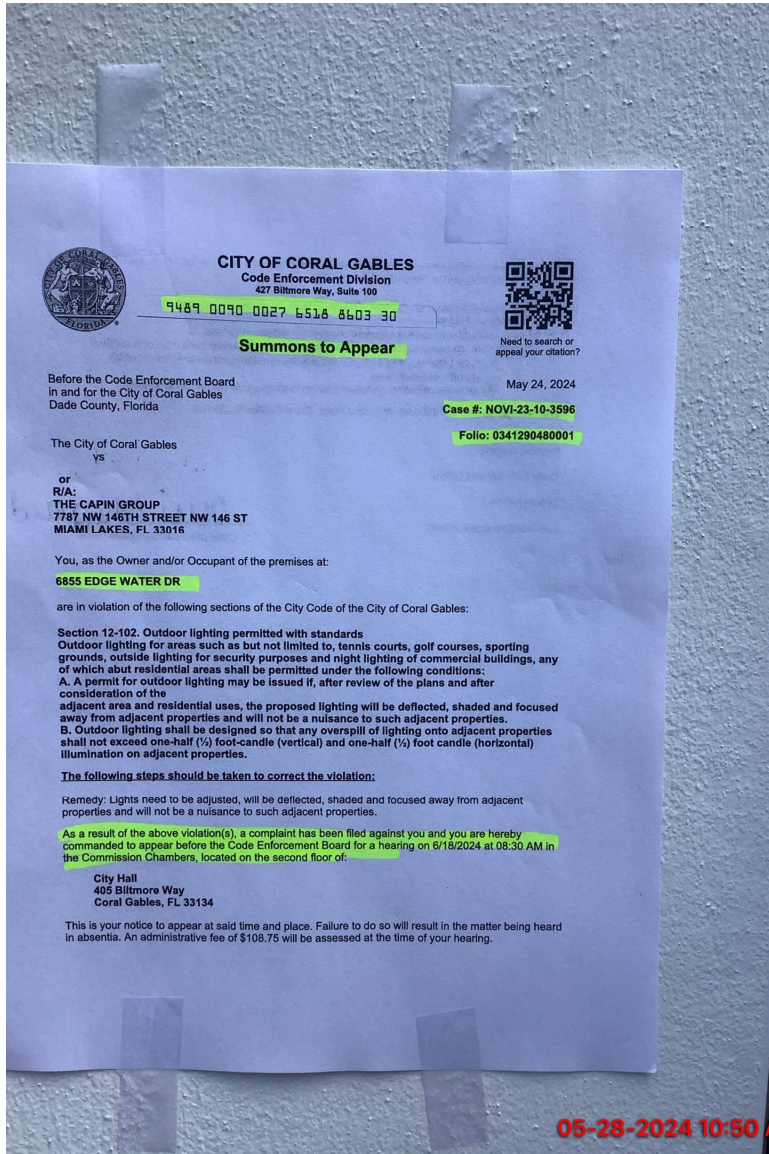 CITY OF CORAL GABLES
Code Enforcement Division
427 Biltmore Way, Suite 100
9489 0090 0027 6518 8603 30
Summons to Appear
CITY OF CORAL GABLES
FLORIDA
Need to search or
appeal your citation?
Before the Code Enforcement Board
in and for the City of Coral Gables
Dade County, Florida
May 24, 2024
Case #: NOVI-23-10-3596
Folio: 0341290480001
The City of Coral Gables
vs
or
R/A:
THE CAPIN GROUP
7787 NW 146TH STREET NW 146 ST
MIAMI LAKES, FL 33016
You, as the Owner and/or Occupant of the premises at:
6855 EDGE WATER DR
are in violation of the following sections of the City Code of the City of Coral Gables:
Section 12-102. Outdoor lighting permitted with standards
Outdoor lighting for areas such as but not limited to, tennis courts, golf courses, sporting
grounds, outside lighting for security purposes and night lighting of commercial buildings, any
of which abut residential areas shall be permitted under the following conditions:
A. A permit for outdoor lighting may be issued if, after review of the plans and after
consideration of the
adjacent area and residential uses, the proposed lighting will be deflected, shaded and focused
away from adjacent properties and will not be a nuisance to such adjacent properties.
B. Outdoor lighting shall be designed so that any overspill of lighting onto adjacent properties
shall not exceed one-half (½) foot-candle (vertical) and one-half (½) foot candle (horizontal)
illumination on adjacent properties.
The following steps should be taken to correct the violation:
Remedy: Lights need to be adjusted, will be deflected, shaded and focused away from adjacent
properties and will not be a nuisance to such adjacent properties.
As a result of the above violation(s), a complaint has been filed against you and you are hereby
commanded to appear before the Code Enforcement Board for a hearing on 6/18/2024 at 08:30 AM in
the Commission Chambers, located on the second floor of:
City Hall
405 Biltmore Way
Coral Gables, FL 33134
This is your notice to appear at said time and place. Failure to do so will result in the matter being heard
in absentia. An administrative fee of $108.75 will be assessed at the time of your hearing.
05-28-2024 10:50